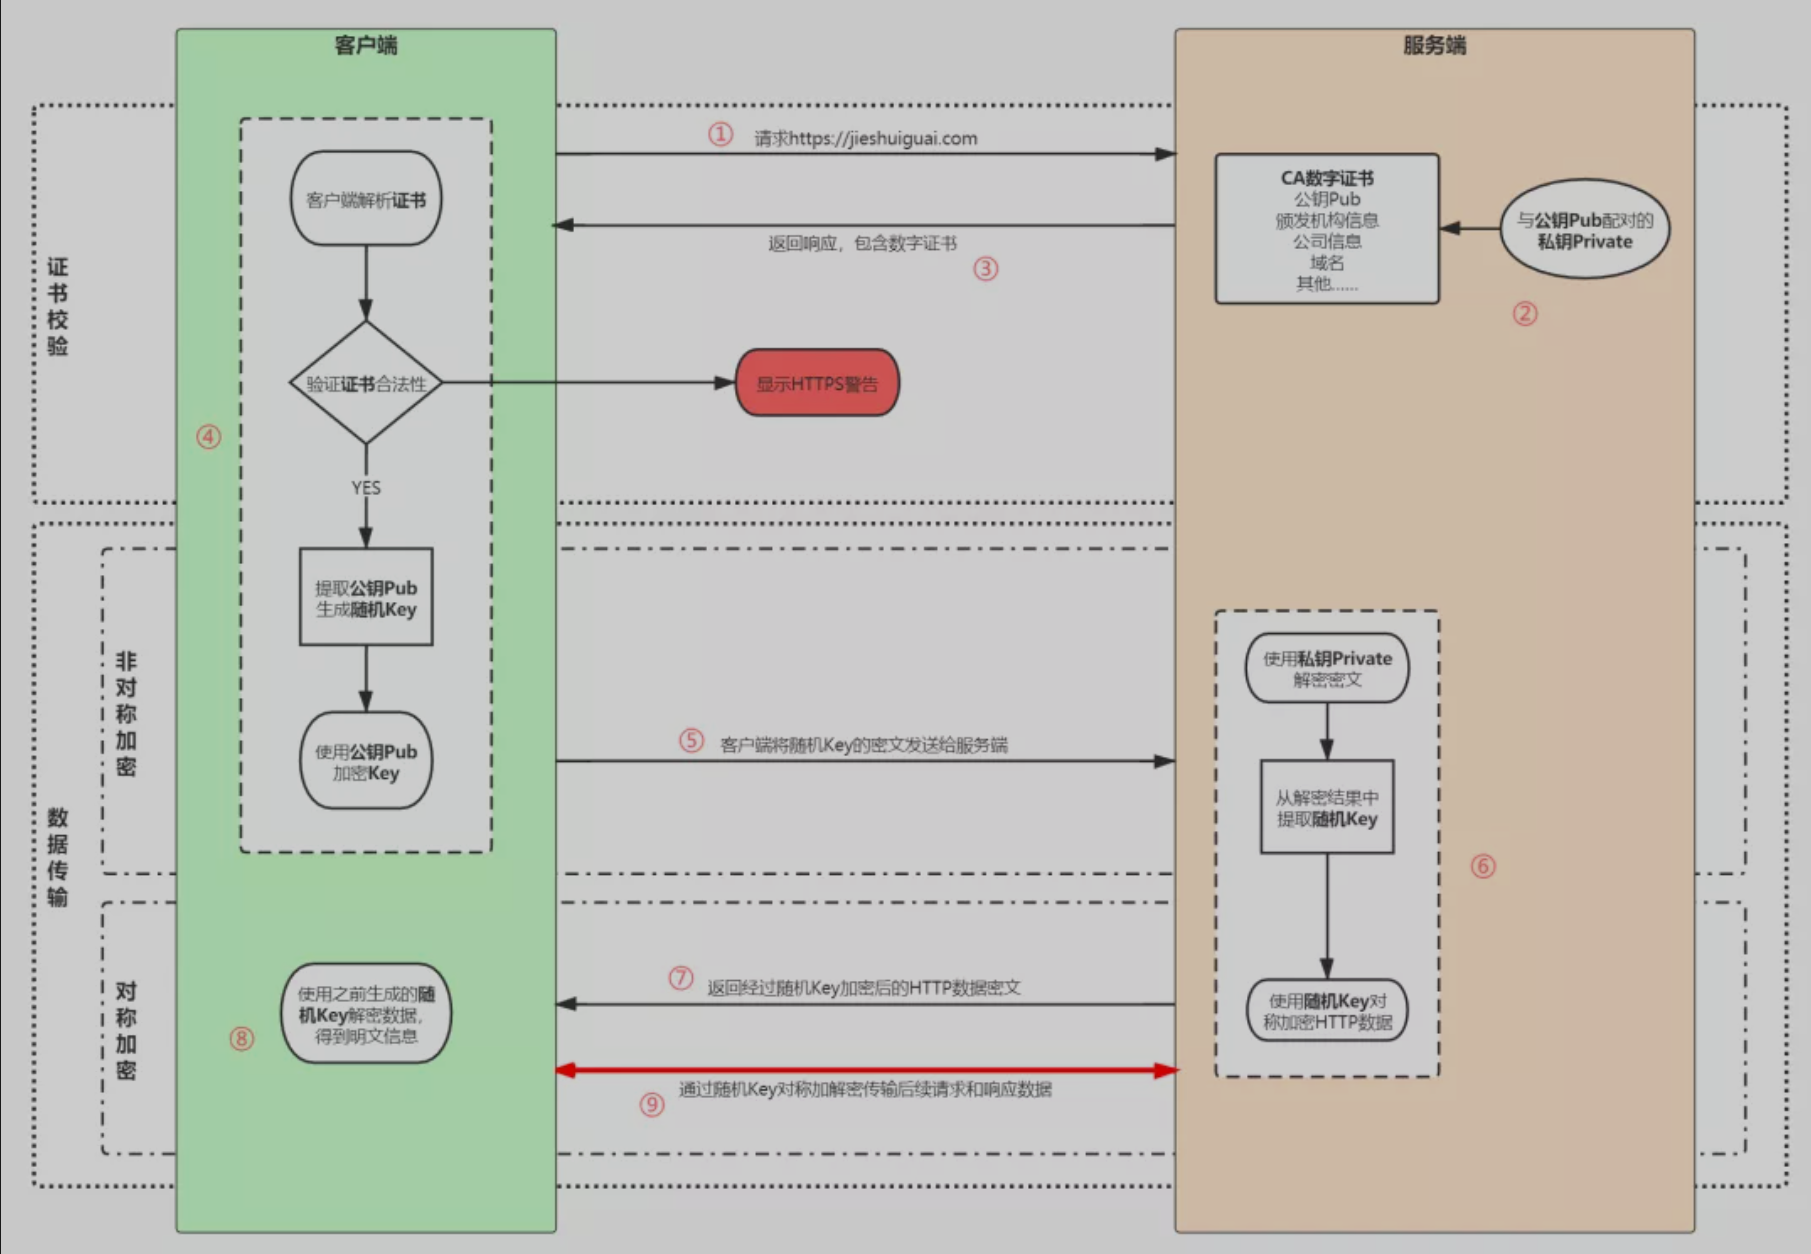 客户端
服务端
证
书
校
验
① 请求https://jieshuiguai.com
客户端解析证书
CA数字证书
公钥Pub
颁发机构信息
公司信息
域名
其他......
与公钥Pub配对的
私钥Private
②
返回响应，包含数字证书
③
验证证书合法性
显示HTTPS警告
④
YES
数
据
传
输
非
对
称
加
密
提取公钥Pub
生成随机Key
使用公钥Pub
加密Key
⑤ 客户端将随机Key的密文发送给服务端
使用私钥Private
解密密文
从解密结果中
提取随机Key
⑥
使用随机Key对
称加密HTTP数据
对
称
加
密
⑦ 返回经过随机Key加密后的HTTP数据密文
使用之前生成的随
机Key解密数据，
得到明文信息
⑧
通过随机Key对称加解密传输后续请求和响应数据
⑨